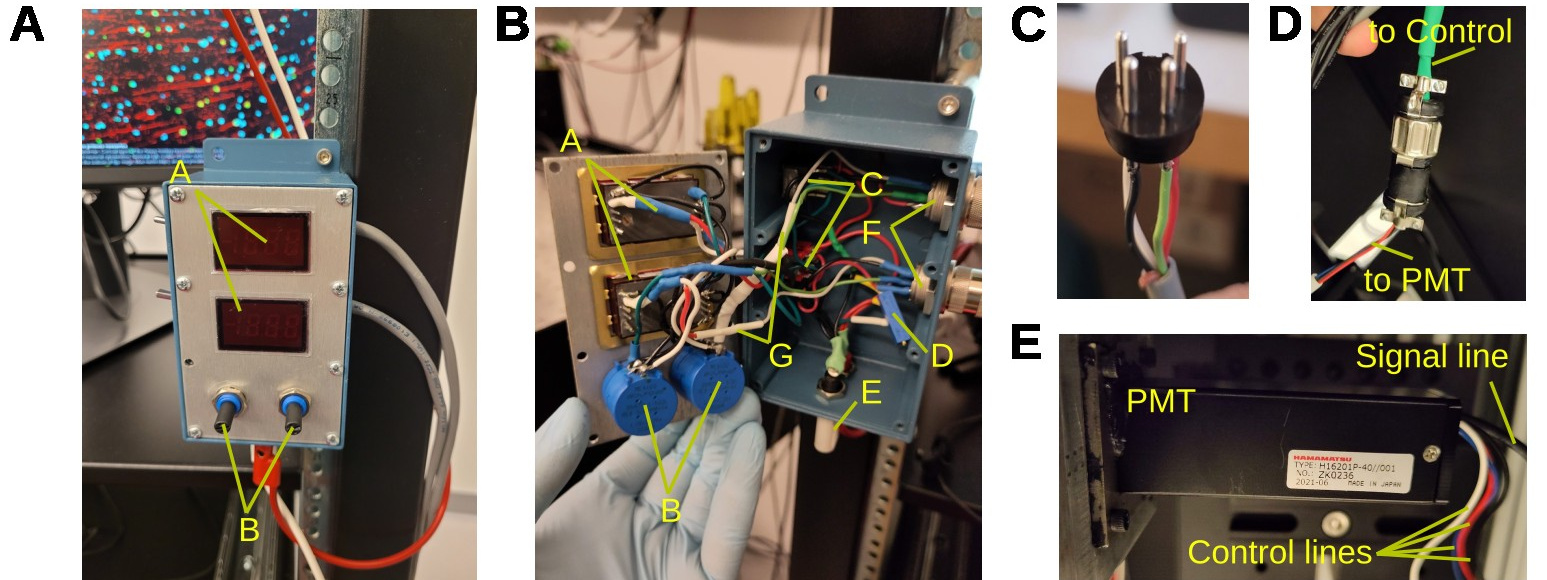 A
A
B
B
A
C
F
G
D
E
B
C
D
to Control
to PMT
E
Signal line
PMT
HAMAMATSU
TYPE: H16201P-40//001
NO.: ZK0236
2021-06 MADE IN JAPAN
Control lines